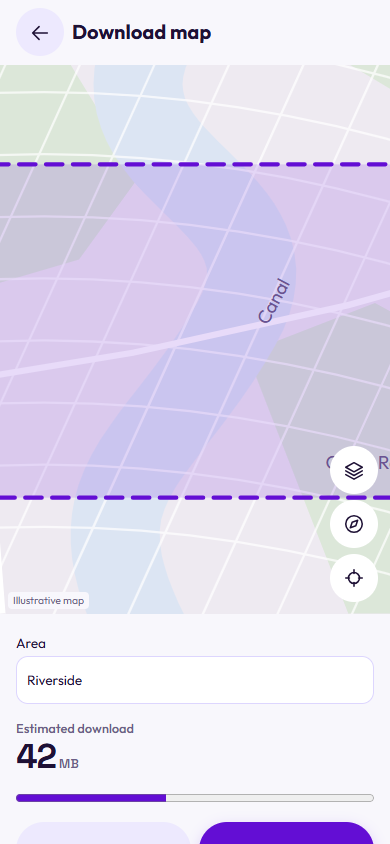 Download map
Canal
Illustrative map
Area
Riverside
Estimated download
42 MB